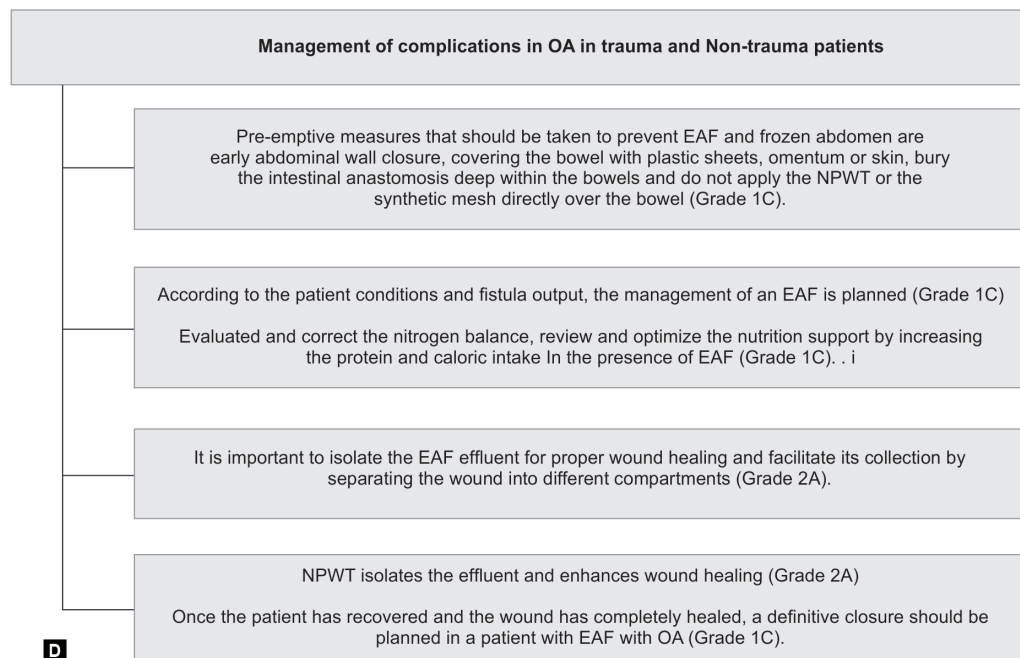 Management of complications in OA in trauma and Non-trauma patients
Pre-emptive measures that should be taken to prevent EAF and frozen abdomen are
early abdominal wall closure, covering the bowel with plastic sheets, omentum or skin, bury
the intestinal anastomosis deep within the bowels and do not apply the NPWT or the
synthetic mesh directly over the bowel (Grade 1C).
According to the patient conditions and fistula output, the management of an EAF is planned (Grade 1C)
Evaluated and correct the nitrogen balance, review and optimize the nutrition support by increasing
the protein and caloric intake In the presence of EAF (Grade 1C). . i
It is important to isolate the EAF effluent for proper wound healing and facilitate its collection by
separating the wound into different compartments (Grade 2A).
NPWT isolates the effluent and enhances wound healing (Grade 2A)
Once the patient has recovered and the wound has completely healed, a definitive closure should be
planned in a patient with EAF with OA (Grade 1C).
D